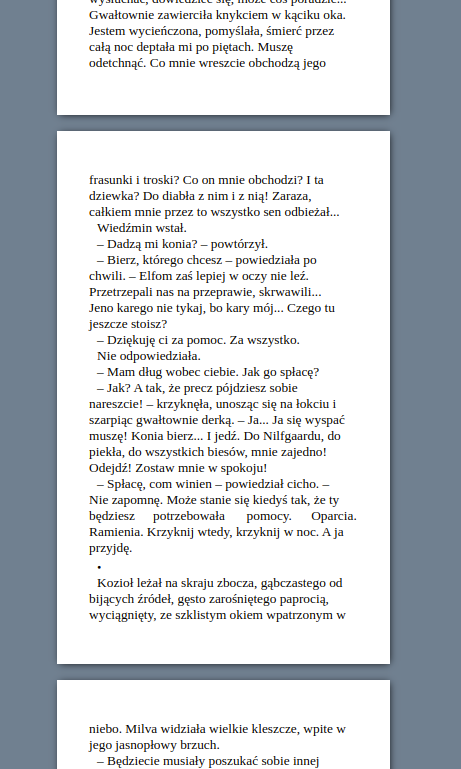 wysłuchać, dowiedzieć się, może coś poradzić...
Gwałtownie zawierciła knykciem w kąciku oka.
Jestem wycieńczona, pomyślała, śmierć przez
całą noc deptała mi po piętach. Muszę
odetchnąć. Co mnie wreszcie obchodzą jego
frasunki i troski? Co on mnie obchodzi? I ta
dziewka? Do diabła z nim i z nią! Zaraza,
całkiem mnie przez to wszystko sen odbieżał...
Wiedźmin wstał.
– Dadzą mi konia? – powtórzył.
– Bierz, którego chcesz – powiedziała po
chwili. – Elfom zaś lepiej w oczy nie leź.
Przetrzepali nas na przeprawie, skrwawili...
Jeno karego nie tykaj, bo kary mój... Czego tu
jeszcze stoisz?
– Dziękuję ci za pomoc. Za wszystko.
Nie odpowiedziała.
– Mam dług wobec ciebie. Jak go spłacę?
– Jak? A tak, że precz pójdziesz sobie
nareszcie! – krzyknęła, unosząc się na łokciu i
szarpiąc gwałtownie derką. – Ja... Ja się wyspać
muszę! Konia bierz... I jedź. Do Nilfgaardu, do
piekła, do wszystkich biesów, mnie zajedno!
Odejdź! Zostaw mnie w spokoju!
– Spłacę, com winien – powiedział cicho. –
Nie zapomnę. Może stanie się kiedyś tak, że ty
będziesz potrzebowała pomocy. Oparcia.
Ramienia. Krzyknij wtedy, krzyknij w noc. A ja
przyjdę.
•
Kozioł leżał na skraju zbocza, gąbczastego od
bijących źródeł, gęsto zarośniętego paprocią,
wyciągnięty, ze szklistym okiem wpatrzonym w
niebo. Milva widziała wielkie kleszcze, wpite w
jego jasnopłowy brzuch.
– Będziecie musiały poszukać sobie innej